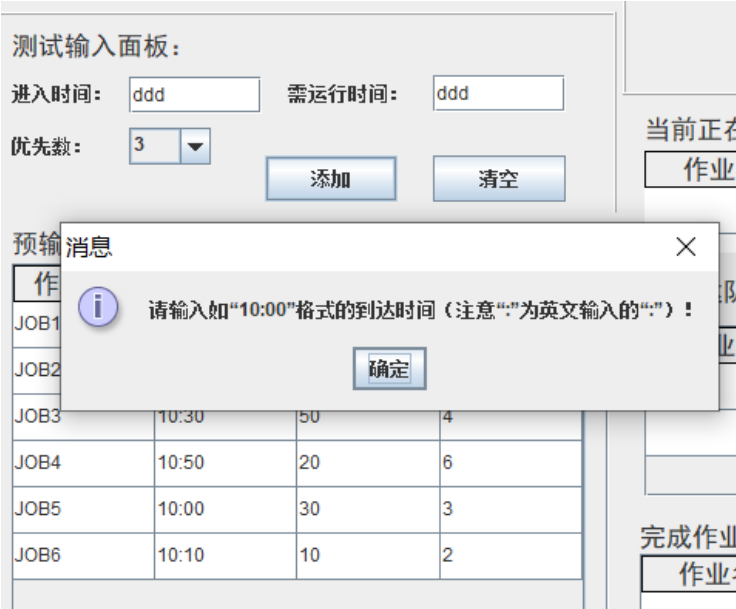 测试输入面板：
进入时间： ddd 需运行时间： ddd
优先数： 3
添加 清空
当前正在
作业
预输
消息
请输入如“10:00”格式的到达时间（注意“:”为英文输入的“:”）！
确定
作
JOB1
JOB2
JOB3 10:30 50 4
JOB4 10:50 20 6
JOB5 10:00 30 3
JOB6 10:10 10 2
完成作业
作业